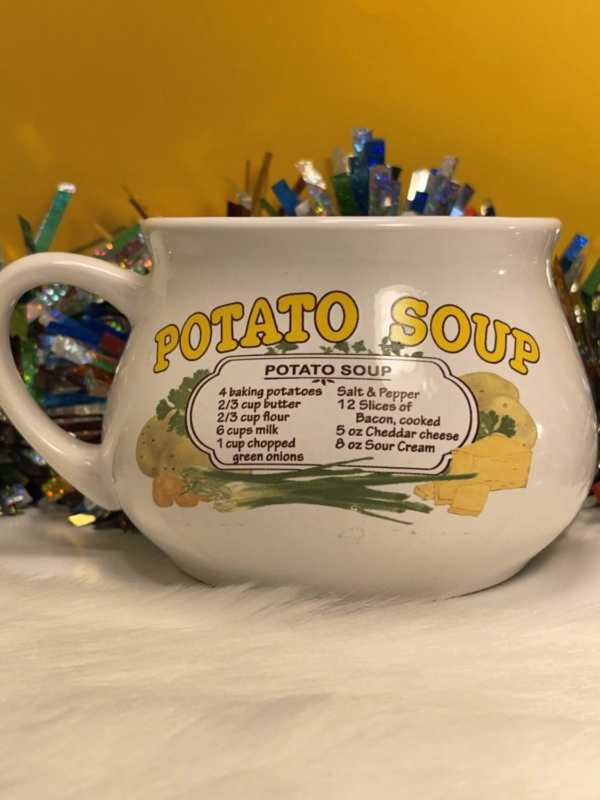 POTATO SOUP
POTATO SOUP
4 baking potatoes
2/3 cup butter
2/3 cup flour
6 cups milk
1 cup chopped
green onions
Salt & Pepper
12 Slices of
Bacon, cooked
5 oz Cheddar cheese
8 oz Sour Cream